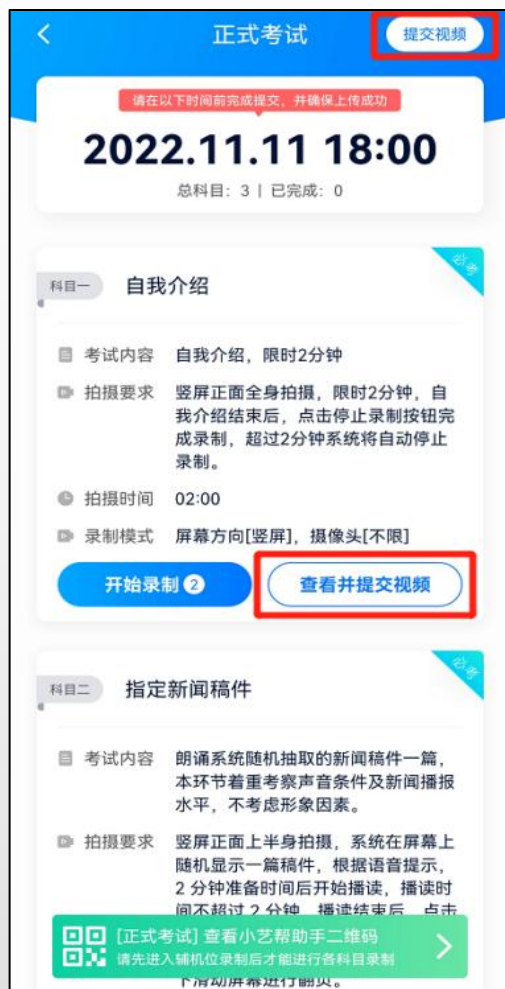 正式考试
提交视频
请在以下时间前完成提交，并确保上传成功
2022.11.11 18:00
总科目：3 | 已完成：0
必考
科目一
自我介绍
考试内容
自我介绍，限时2分钟
拍摄要求
竖屏正面全身拍摄，限时2分钟，自
我介绍结束后，点击停止录制按钮完
成录制，超过2分钟系统将自动停止
录制。
拍摄时间
02:00
录制模式
屏幕方向[竖屏]，摄像头[不限]
开始录制 2
查看并提交视频
必考
科目二
指定新闻稿件
考试内容
朗诵系统随机抽取的新闻稿件一篇，
本环节着重考察声音条件及新闻播报
水平，不考虑形象因素。
拍摄要求
竖屏正面上半身拍摄，系统在屏幕上
随机显示一篇稿件，根据语音提示，
2 分钟准备时间后开始播读，播读时
间不超过 2 分钟，播读结束后，点击
[正式考试] 查看小艺帮助手二维码
请先进入辅机位录制后才能进行各科目录制
下滑动屏幕进行翻页。